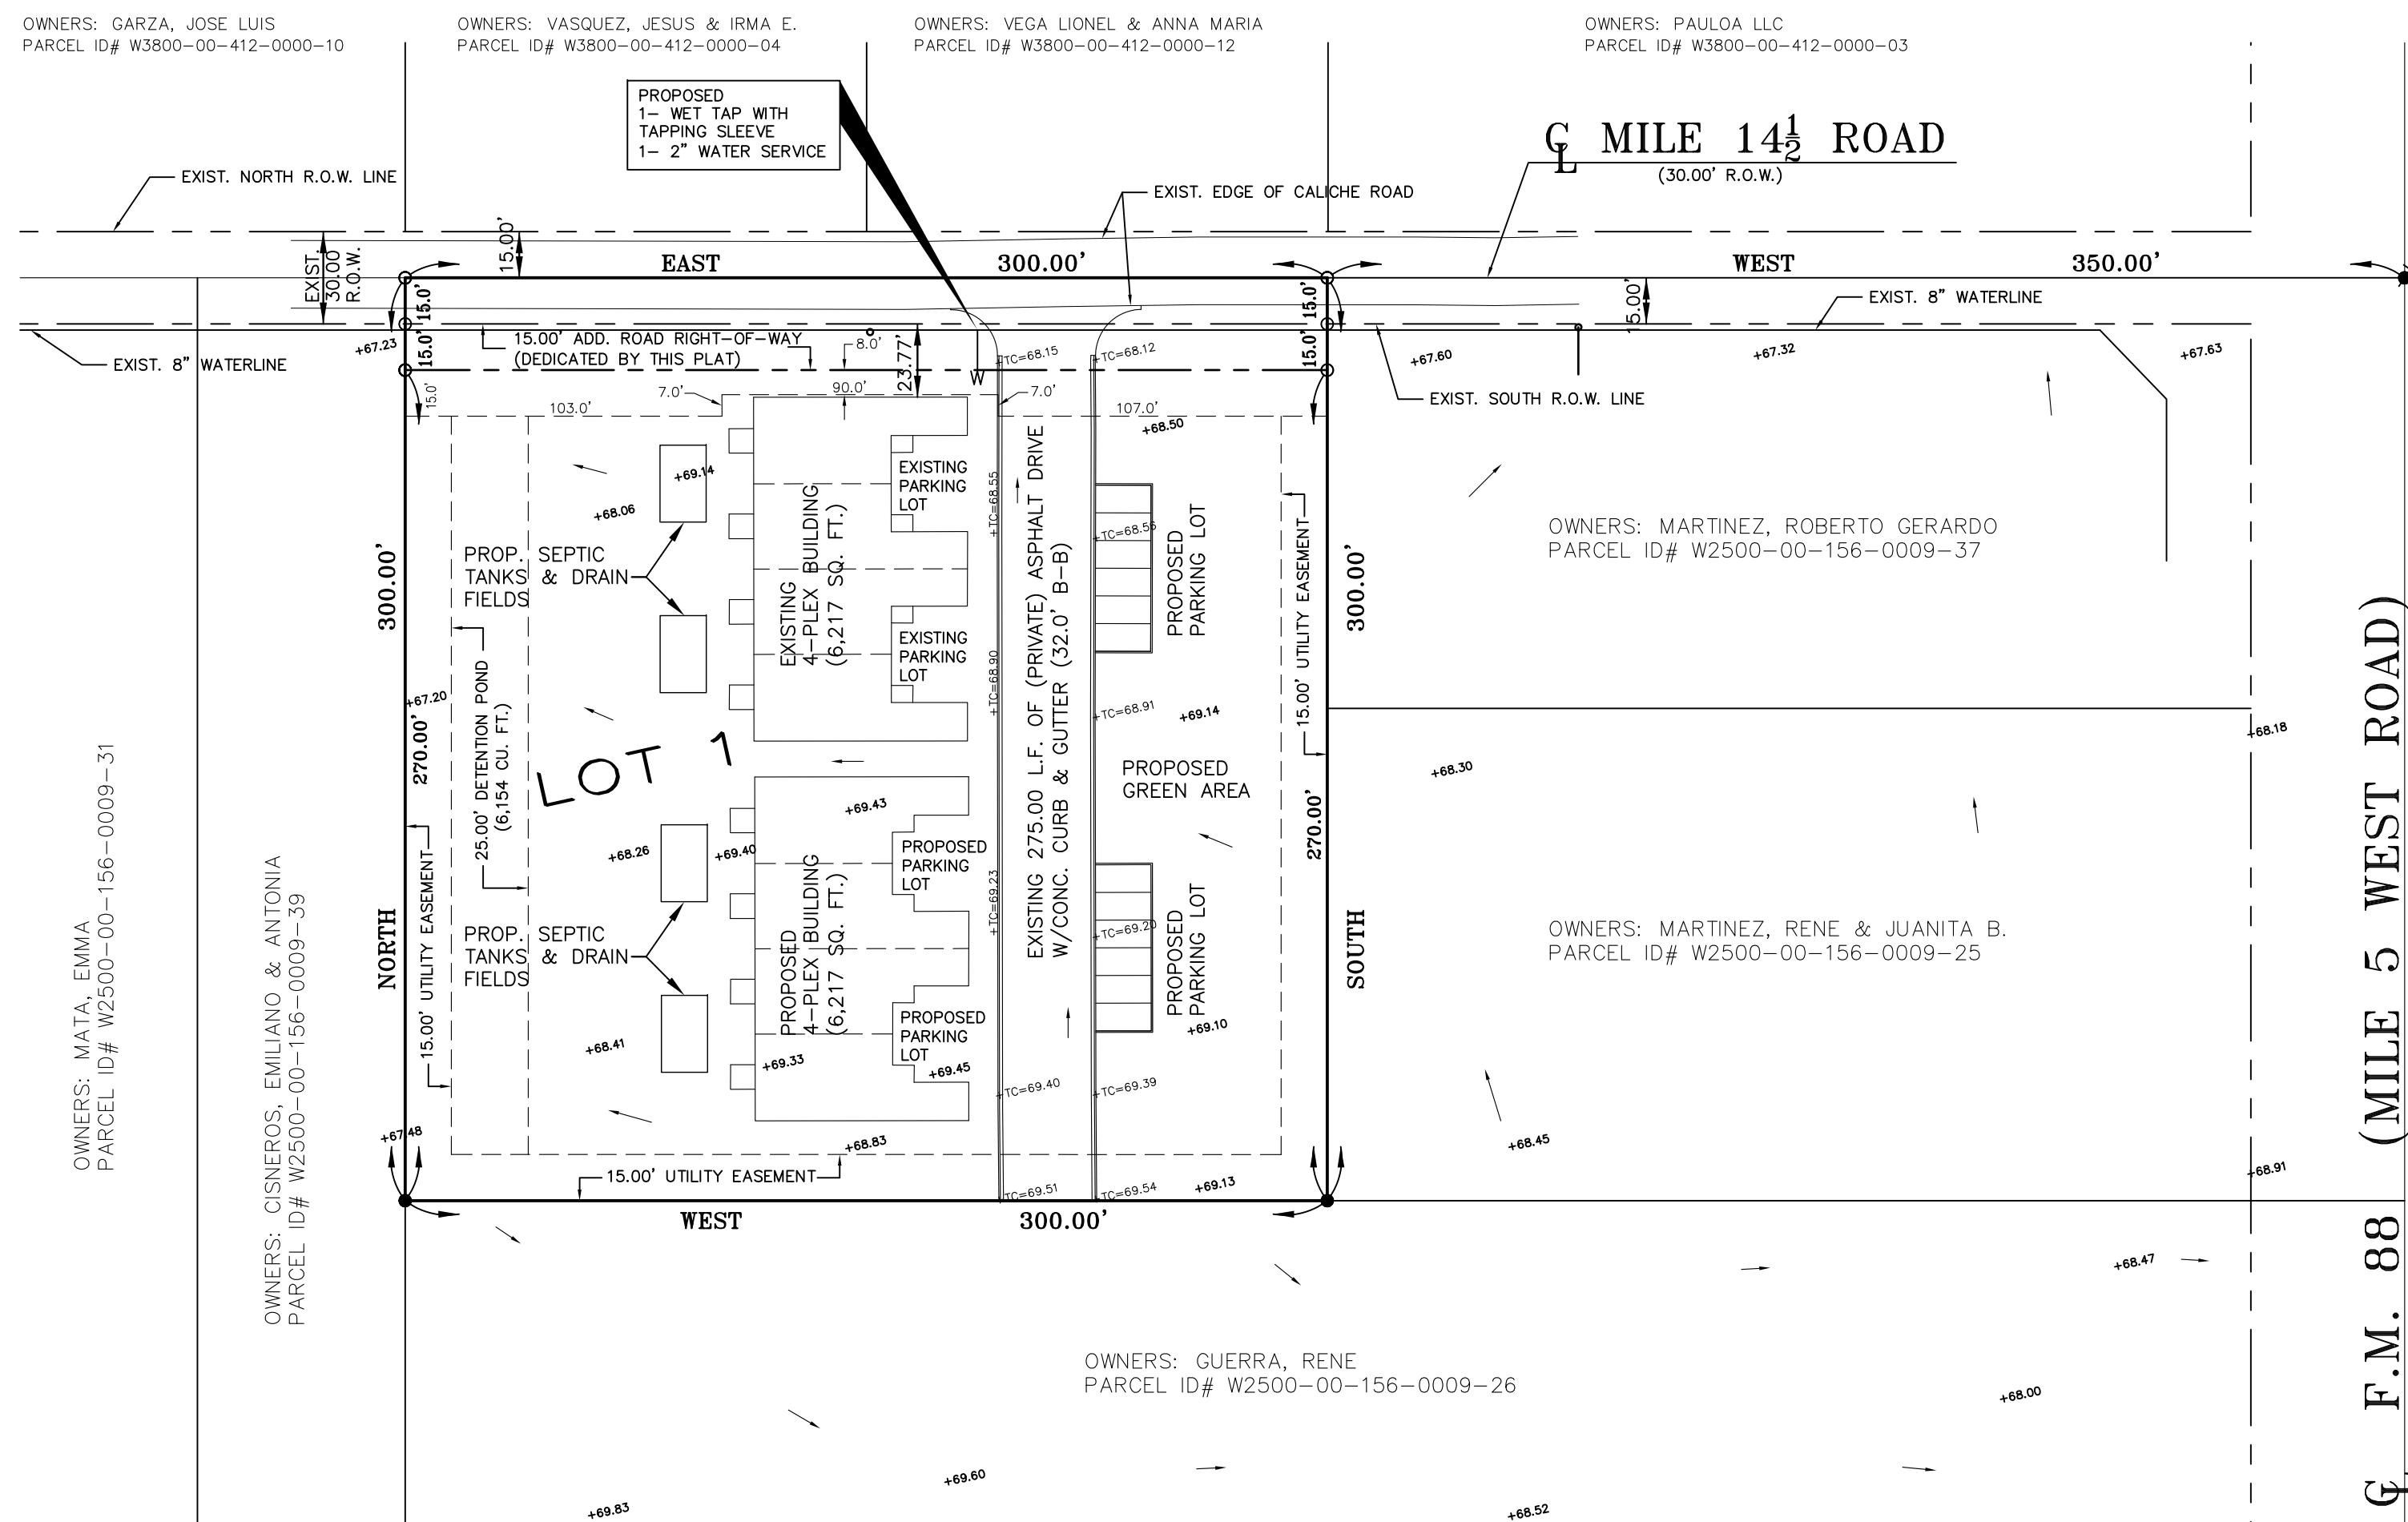 OWNERS: GARZA, JOSE LUIS
PARCEL ID# W3800-00-412-0000-10
OWNERS: VASQUEZ, JESUS & IRMA E.
PARCEL ID# W3800-00-412-0000-04
OWNERS: VEGA LIONEL & ANNA MARIA
PARCEL ID# W3800-00-412-0000-12
OWNERS: PAULOA LLC
PARCEL ID# W3800-00-412-0000-03
PROPOSED
1- WET TAP WITH
TAPPING SLEEVE
1- 2" WATER SERVICE
℄ MILE 14½ ROAD
(30.00' R.O.W.)
EXIST. NORTH R.O.W. LINE
EXIST. EDGE OF CALICHE ROAD
EXIST.
30.00'
R.O.W.
15.00'
EAST
300.00'
WEST
350.00'
15.0'
15.0'
15.0'
15.0'
15.00'
EXIST. 8" WATERLINE
EXIST. 8" WATERLINE
+67.23
15.00' ADD. ROAD RIGHT-OF-WAY
(DEDICATED BY THIS PLAT)
8.0'
23.77'
W
+TC=68.15
+TC=68.12
+67.60
+67.32
+67.63
15.0'
103.0'
7.0'
90.0'
7.0'
107.0'
EXIST. SOUTH R.O.W. LINE
+68.50
+69.14
+68.06
EXISTING
PARKING
LOT
EXISTING
4-PLEX BUILDING
(6,217 SQ. FT.)
+TC=68.55
+TC=68.56
EXISTING 275.00 L.F. OF (PRIVATE) ASPHALT DRIVE
W/CONC. CURB & GUTTER (32.0' B-B)
PROPOSED
PARKING LOT
15.00' UTILITY EASEMENT
OWNERS: MARTINEZ, ROBERTO GERARDO
PARCEL ID# W2500-00-156-0009-37
PROP. SEPTIC
TANKS & DRAIN
FIELDS
300.00'
300.00'
EXISTING
PARKING
LOT
+TC=68.90
+TC=68.91
+67.20
270.00'
25.00' DETENTION POND
(6,154 CU. FT.)
LOT 1
+69.14
+68.18
+68.30
PROPOSED
GREEN AREA
270.00'
+69.43
+68.26
+69.40
PROPOSED
PARKING
LOT
PROPOSED
4-PLEX BUILDING
(6,217 SQ. FT.)
+TC=69.23
+TC=69.20
PROPOSED
PARKING LOT
OWNERS: MATA, EMMA
PARCEL ID# W2500-00-156-0009-31
OWNERS: CISNEROS, EMILIANO & ANTONIA
PARCEL ID# W2500-00-156-0009-39
NORTH
15.00' UTILITY EASEMENT
PROP. SEPTIC
TANKS & DRAIN
FIELDS
SOUTH
OWNERS: MARTINEZ, RENE & JUANITA B.
PARCEL ID# W2500-00-156-0009-25
PROPOSED
PARKING
LOT
+69.10
+68.41
+69.33
+69.45
+TC=69.40
+TC=69.39
+67.48
+68.83
+68.45
+68.91
15.00' UTILITY EASEMENT
+TC=69.51
+TC=69.54
+69.13
WEST
300.00'
℄ F.M. 88 (MILE 5 WEST ROAD)
+68.47
OWNERS: GUERRA, RENE
PARCEL ID# W2500-00-156-0009-26
+68.00
+69.60
+69.83
+68.52